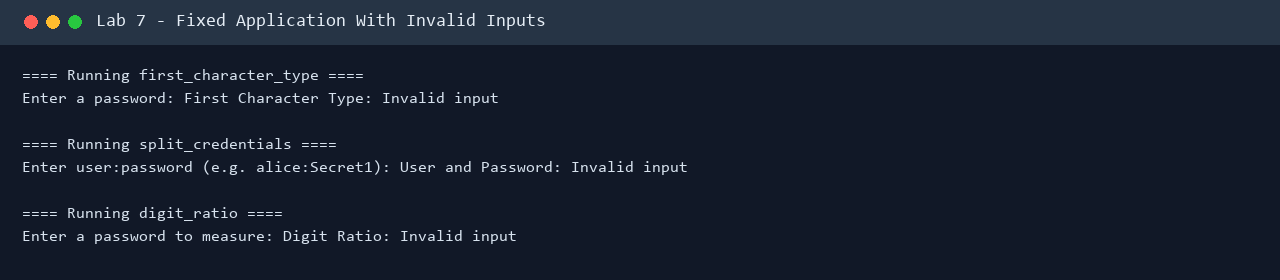 Lab 7 - Fixed Application With Invalid Inputs
==== Running first_character_type ====
Enter a password: First Character Type: Invalid input
==== Running split_credentials ====
Enter user:password (e.g. alice:Secret1): User and Password: Invalid input
==== Running digit_ratio ====
Enter a password to measure: Digit Ratio: Invalid input